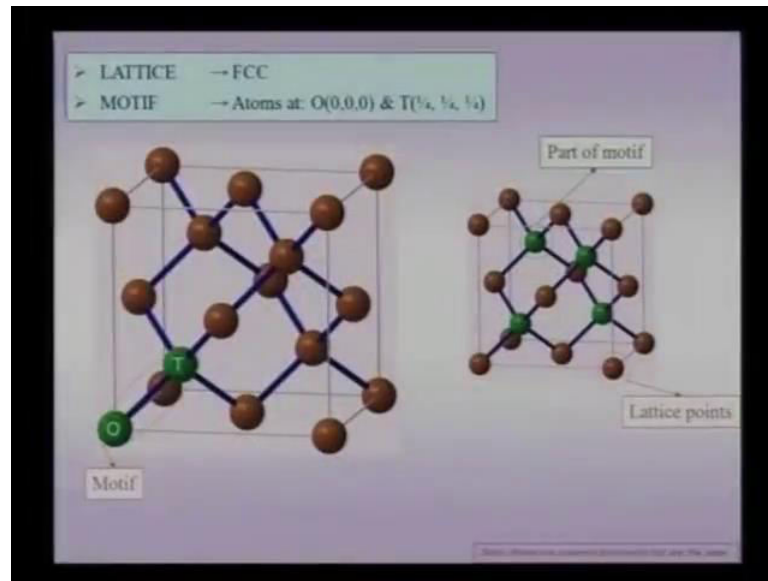 ➢ LATTICE → FCC
➢ MOTIF → Atoms at: O(0,0,0) & T(¼, ¼, ¼)
Part of motif
T
O
Lattice points
Motif